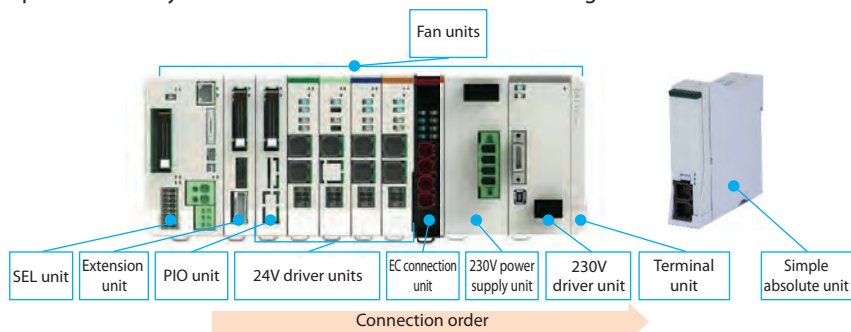 Fan units
SEL unit
Extension
unit
PIO unit
24V driver units
EC connection
unit
230V power
supply unit
230V
driver unit
Terminal
unit
Simple
absolute unit
Connection order